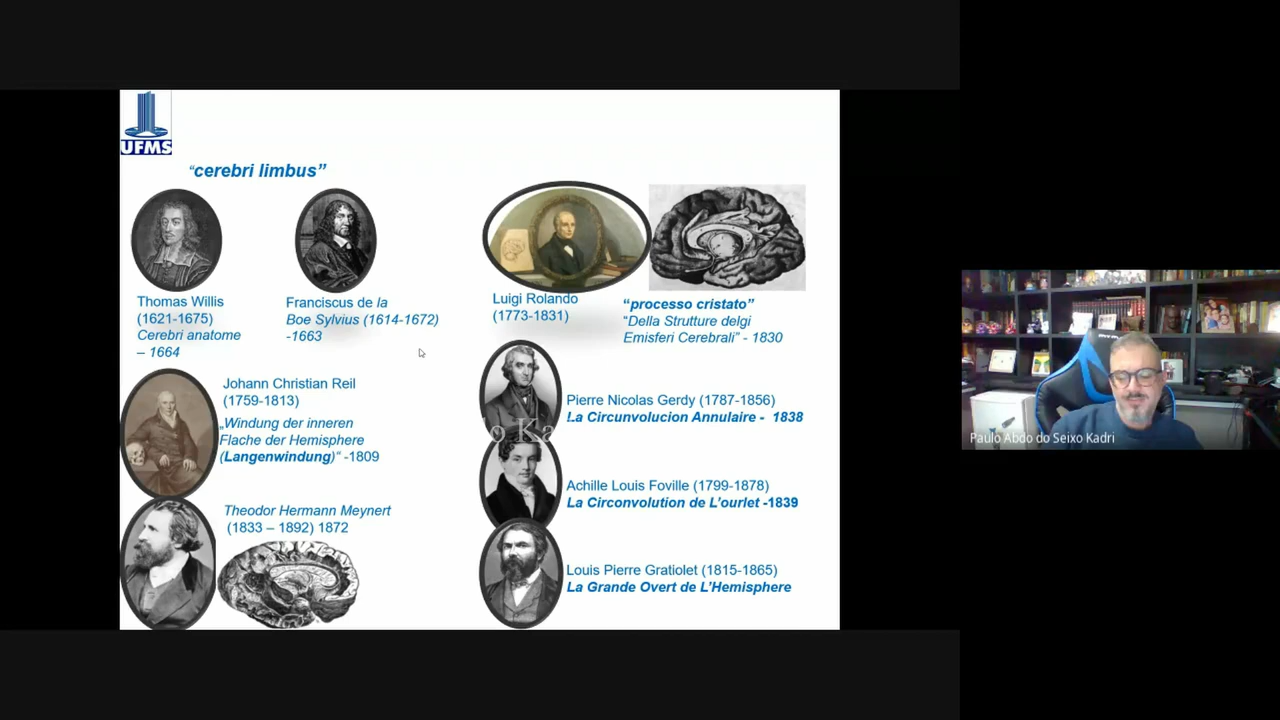 UFMS
“cerebri limbus”
Thomas Willis
(1621-1675)
Cerebri anatome
– 1664
Franciscus de la
Boe Sylvius (1614-1672)
-1663
Luigi Rolando
(1773-1831)
“processo cristato”
“Della Strutture delgi
Emisferi Cerebrali” - 1830
Johann Christian Reil
(1759-1813)
„Windung der inneren
Flache der Hemisphere
(Langenwindung)“ -1809
Pierre Nicolas Gerdy (1787-1856)
La Circunvolucion Annulaire - 1838
o Ka
Achille Louis Foville (1799-1878)
La Circonvolution de L’ourlet -1839
Theodor Hermann Meynert
(1833 – 1892) 1872
Louis Pierre Gratiolet (1815-1865)
La Grande Overt de L’Hemisphere
Paulo Abdo do Seixo Kadri